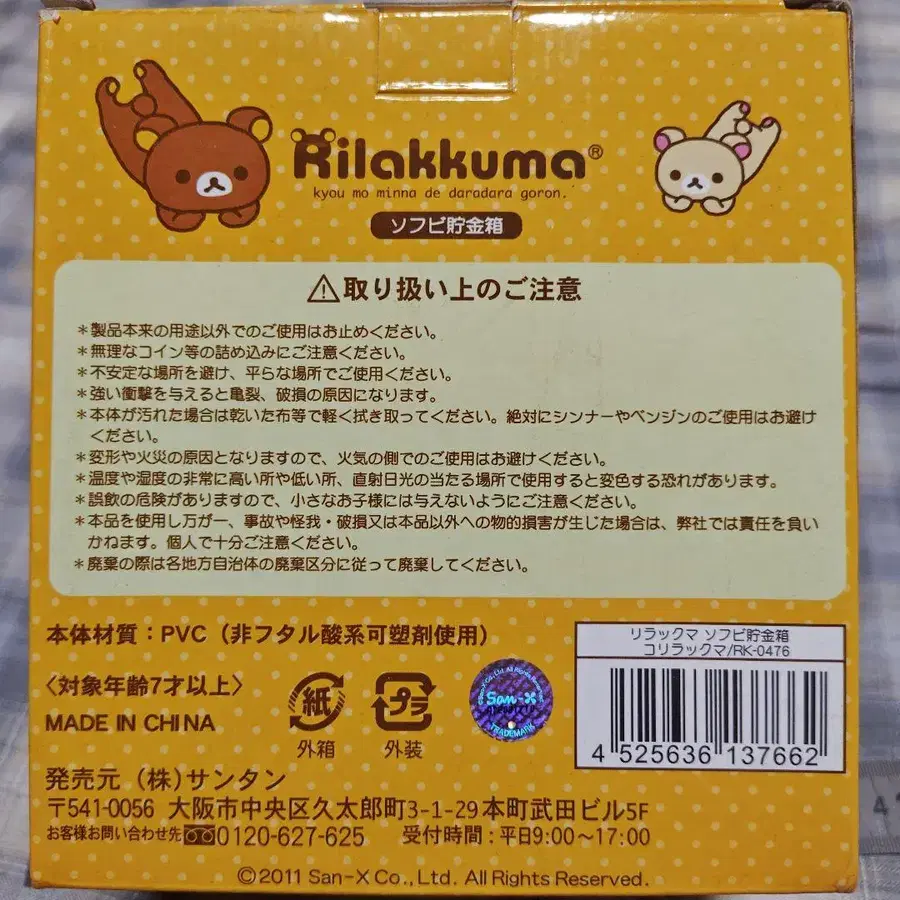 Rilakkuma®
kyou mo minna de daradara goron.
ソフビ貯金箱
⚠取り扱い上のご注意
＊製品本来の用途以外でのご使用はお止めください。
＊無理なコイン等の詰め込みにご注意ください。
＊不安定な場所を避け、平らな場所でご使用ください。
＊強い衝撃を与えると亀裂、破損の原因になります。
＊本体が汚れた場合は乾いた布等で軽く拭き取ってください。絶対にシンナーやベンジンのご使用はお避け
ください。
＊変形や火災の原因となりますので、火気の側でのご使用はお避けください。
＊温度や湿度の非常に高い所や低い所、直射日光の当たる場所で使用すると変色する恐れがあります。
＊誤飲の危険がありますので、小さなお子様には与えないようにご注意ください。
＊本品を使用し万が一、事故や怪我・破損又は本品以外への物的損害が生じた場合は、弊社では責任を負い
かねます。個人で十分ご注意ください。
＊廃棄の際は各地方自治体の廃棄区分に従って廃棄してください。
本体材質：PVC（非フタル酸系可塑剤使用）
〈対象年齢7才以上〉
MADE IN CHINA
紙
外箱
プラ
外装
San-X
TRADEMARK
リラックマ ソフビ貯金箱
コリラックマ/RK-0476
4 525636 137662
発売元（株）サンタン
〒541-0056 大阪市中央区久太郎町3-1-29本町武田ビル5F
お客様お問い合わせ先 0120-627-625 受付時間：平日9:00～17:00
©2011 San-X Co., Ltd. All Rights Reserved.